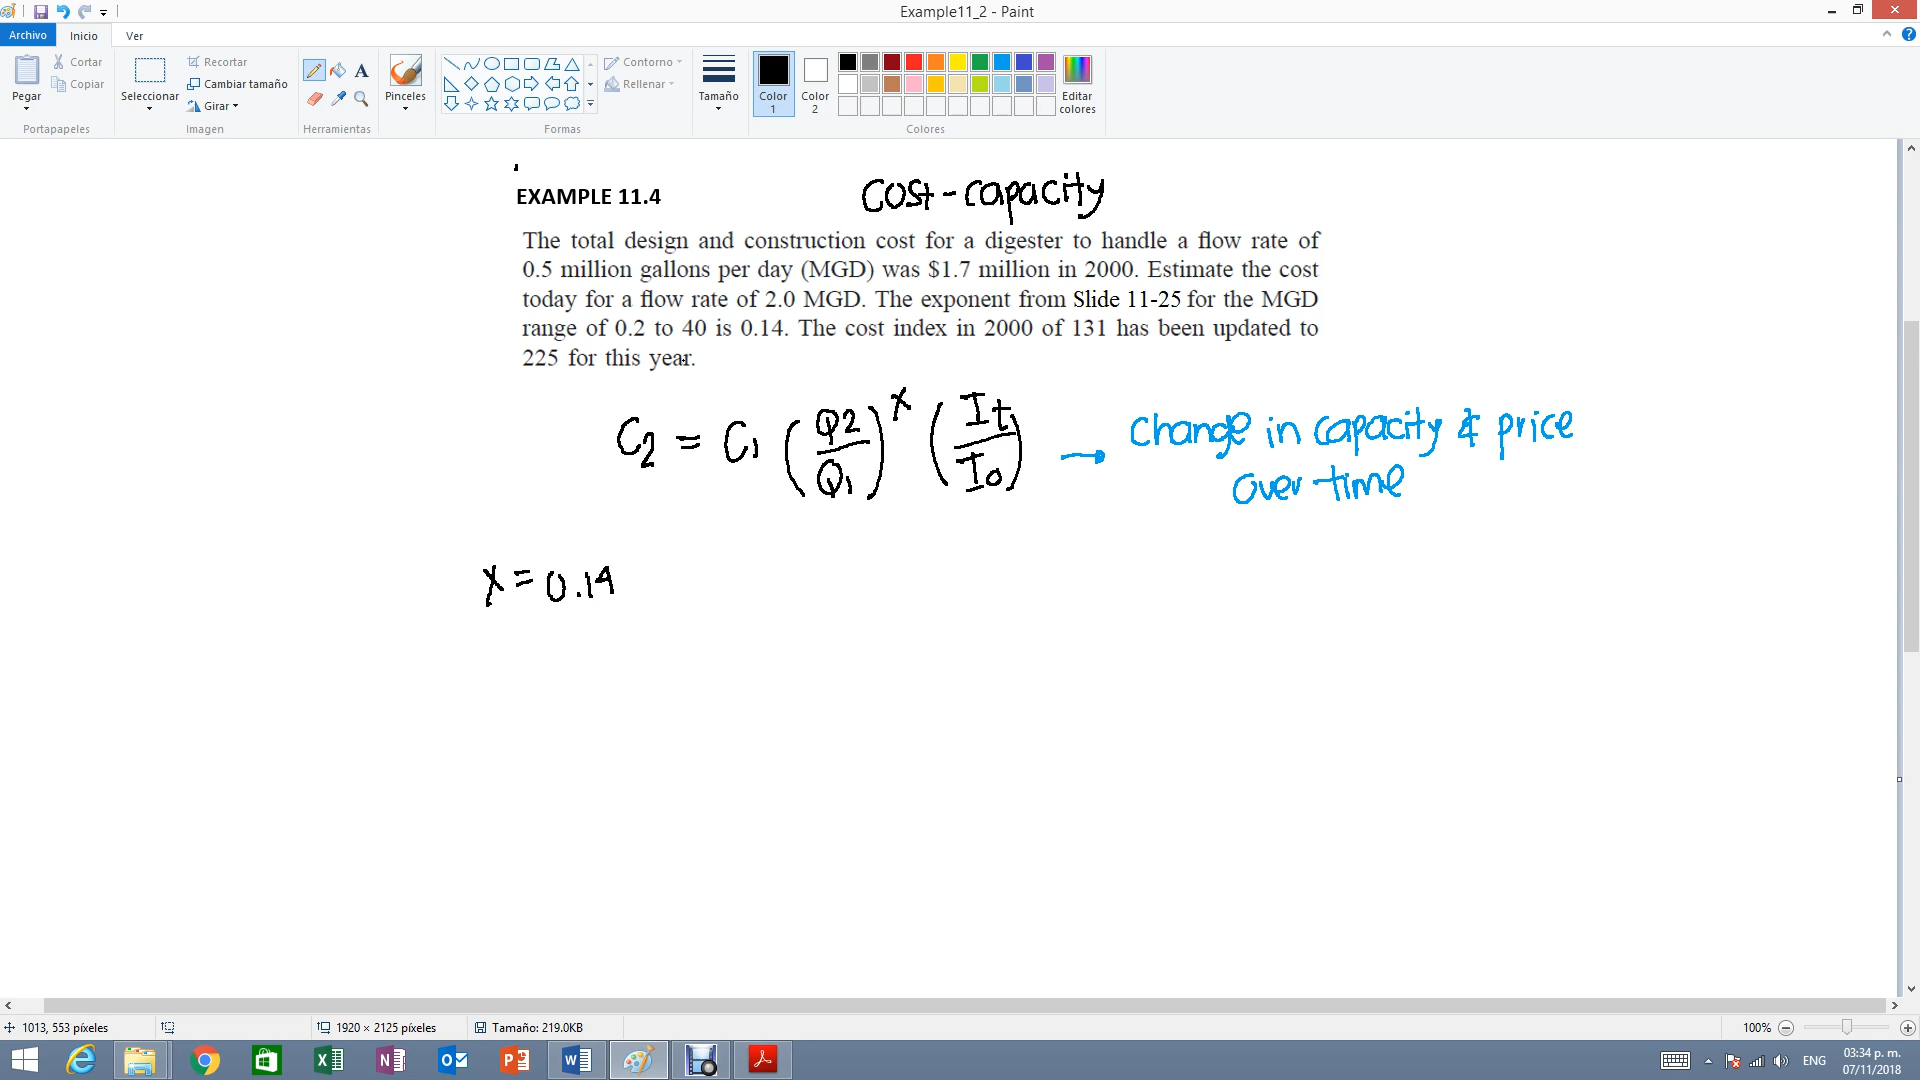 Example11_2 - Paint
Archivo Inicio Ver
Pegar
Cortar
Copiar
Portapapeles
Seleccionar
Recortar
Cambiar tamaño
Girar
Imagen
Herramientas
Pinceles
Contorno
Rellenar
Formas
Tamaño
Color 1
Color 2
Editar colores
Colores
EXAMPLE 11.4
Cost-capacity
The total design and construction cost for a digester to handle a flow rate of
0.5 million gallons per day (MGD) was $1.7 million in 2000. Estimate the cost
today for a flow rate of 2.0 MGD. The exponent from Slide 11-25 for the MGD
range of 0.2 to 40 is 0.14. The cost index in 2000 of 131 has been updated to
225 for this year.
C2 = C1 (Q2/Q1)^x (It/Io) → Change in capacity & price
over time
X = 0.14
1013, 553 píxeles
1920 × 2125 píxeles
Tamaño: 219.0KB
100%
ENG
03:34 p. m.
07/11/2018